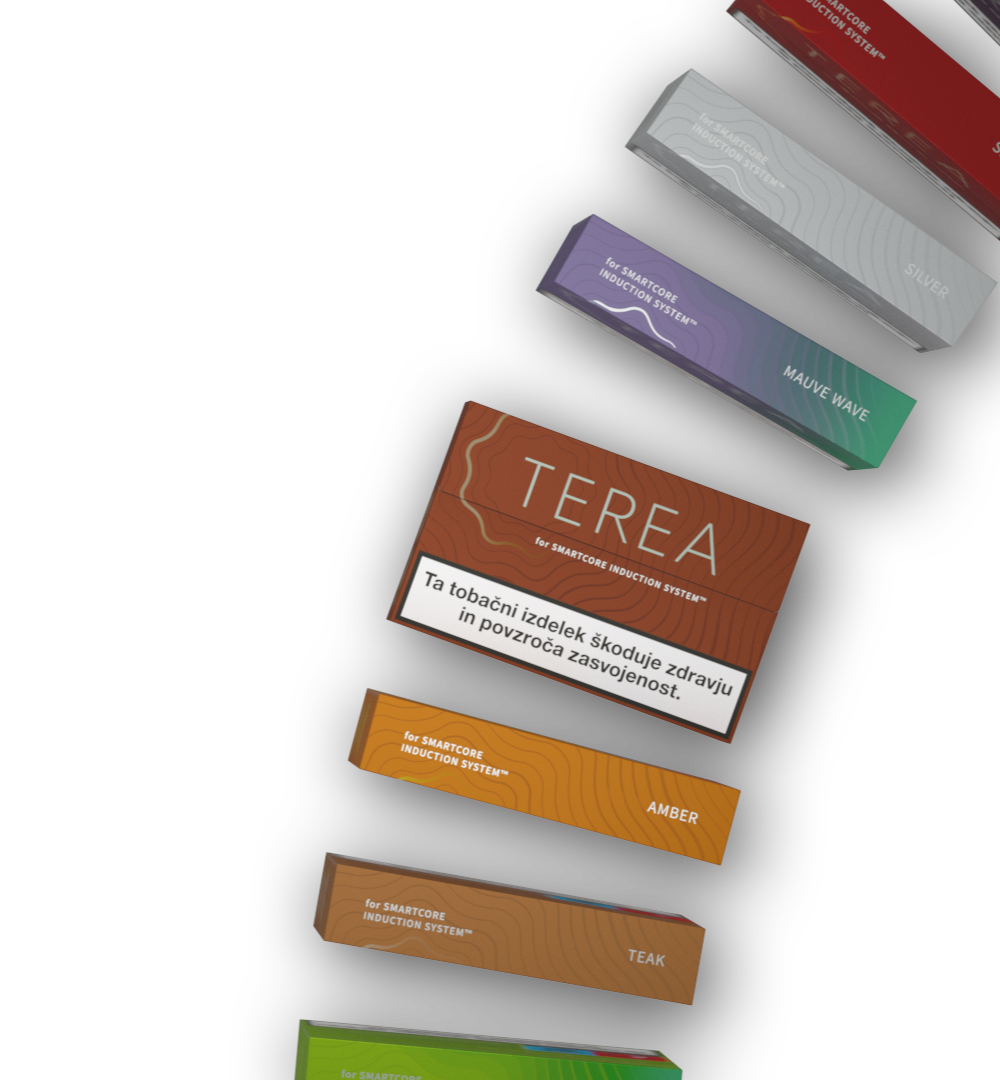 SMARTCORE
INDUCTION SYSTEM™
TEREA
for SMARTCORE
INDUCTION SYSTEM™
SILVER
for SMARTCORE
INDUCTION SYSTEM™
MAUVE WAVE
TEREA
for SMARTCORE INDUCTION SYSTEM™
Ta tobačni izdelek škoduje zdravju
in povzroča zasvojenost.
for SMARTCORE
INDUCTION SYSTEM™
AMBER
for SMARTCORE
INDUCTION SYSTEM™
TEAK
for SMARTCORE